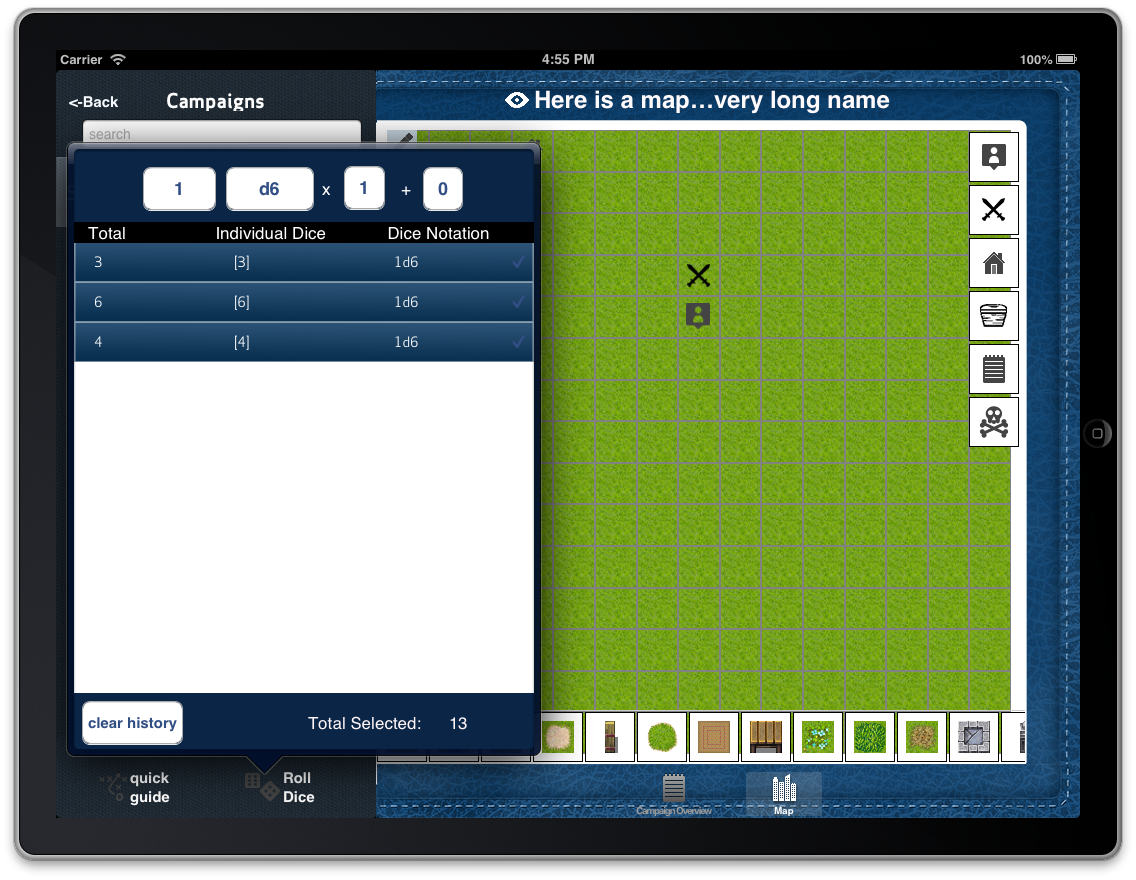 Carrier
4:55 PM
100%
<-Back
Campaigns
Here is a map...very long name
search
1
d6
x
1
+
0
Total
Individual Dice
Dice Notation
3
[3]
1d6
6
[6]
1d6
4
[4]
1d6
clear history
Total Selected:
13
quick
guide
Roll
Dice
Campaign Overview
Map